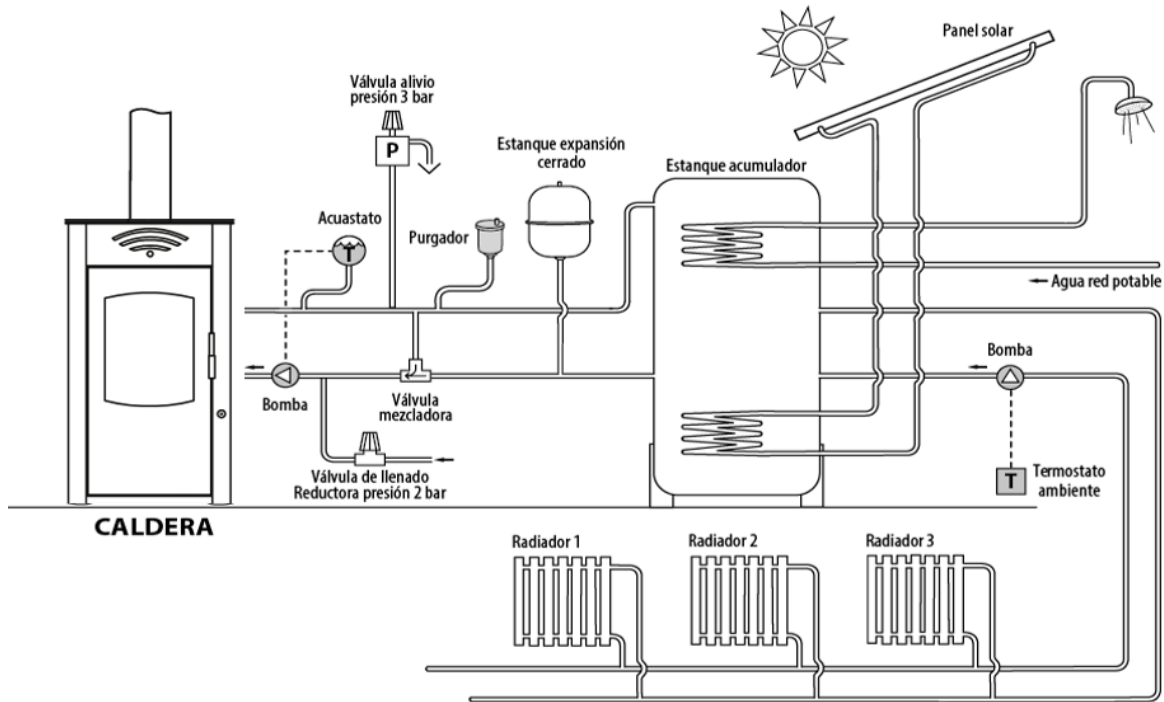 Panel solar
Válvula alivio
presión 3 bar
P
Estanque expansión
cerrado
Estanque acumulador
Acuastato
T
Purgador
Agua red potable
Bomba
Bomba
Válvula
mezcladora
Válvula de llenado
Reductora presión 2 bar
T
Termostato
ambiente
CALDERA
Radiador 1
Radiador 2
Radiador 3